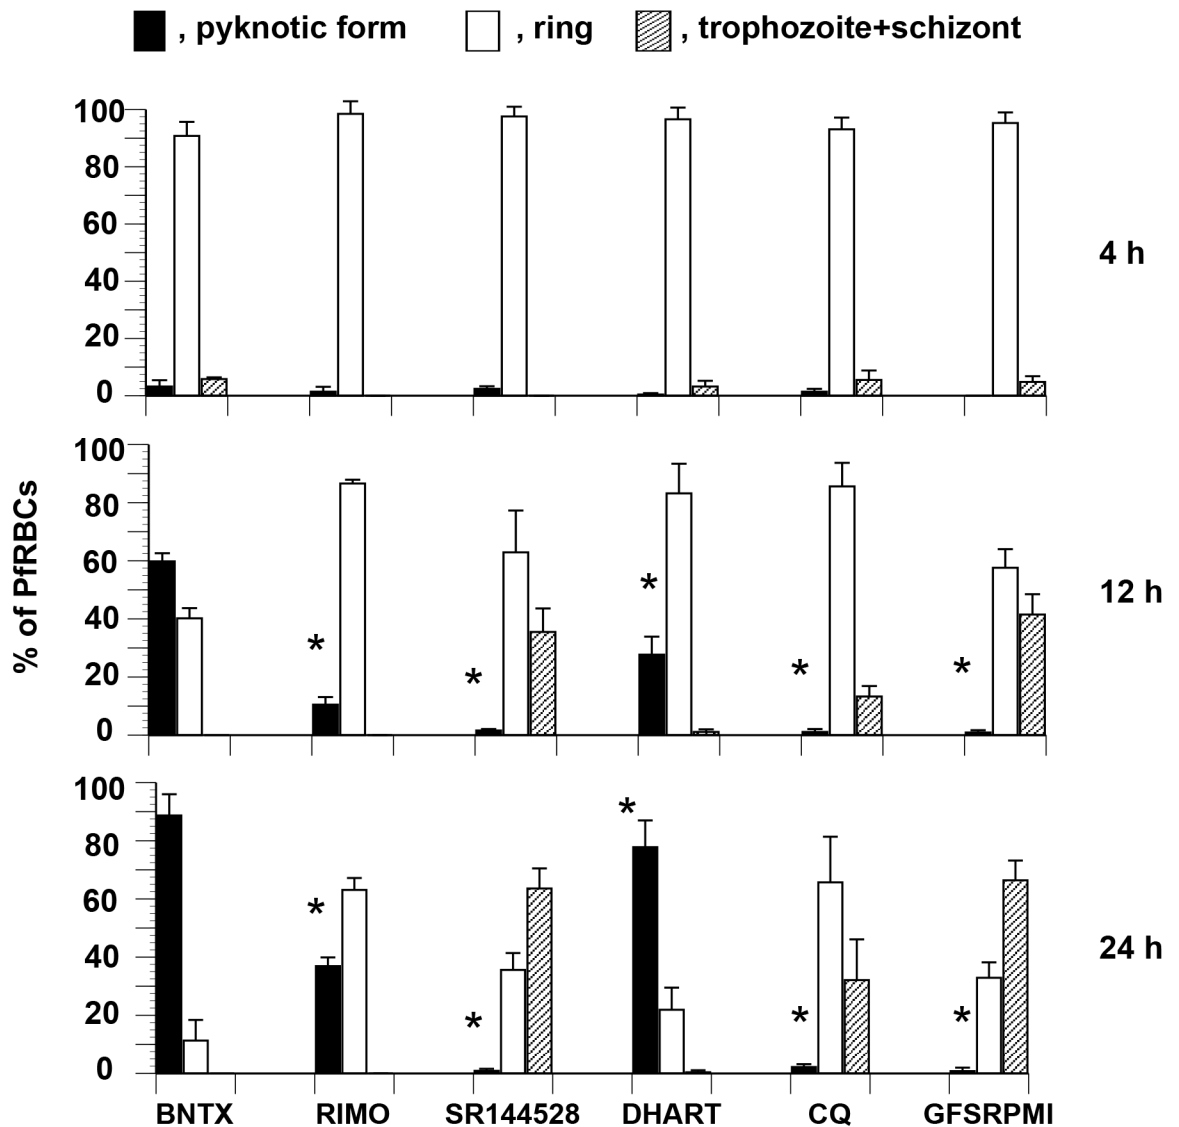 , pyknotic form , ring , trophozoite+schizont
100
80
60
40
20
0
4 h
100
80
60
40
20
0
* * * * *
12 h
% of PfRBCs
100
80
60
40
20
0
* * * * *
24 h
BNTX RIMO SR144528 DHART CQ GFSRPMI